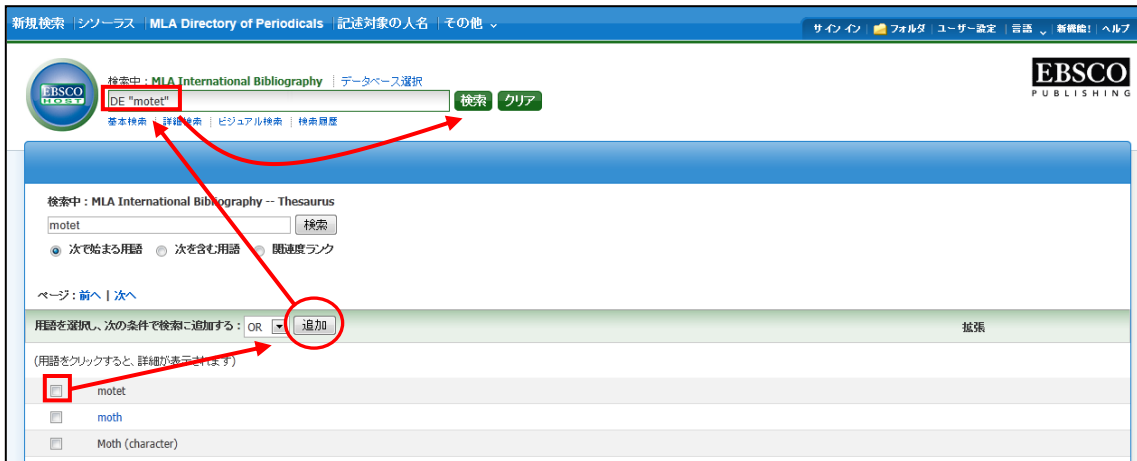 新規検索 | シソーラス | MLA Directory of Periodicals | 記述対象の人名 | その他
サイン イン | フォルダ | ユーザー設定 | 言語 | 新機能! | ヘルプ
EBSCO
HOST
検索中 : MLA International Bibliography | データベース選択
DE "motet" 検索 クリア
基本検索 | 詳細検索 | ビジュアル検索 | 検索履歴
EBSCO
PUBLISHING
検索中 : MLA International Bibliography -- Thesaurus
motet 検索
次で始まる用語 次を含む用語 関連度ランク
ページ : 前へ | 次へ
用語を選択し、次の条件で検索に追加する : OR 追加 拡張
(用語をクリックすると、詳細が表示されます)
motet
moth
Moth (character)